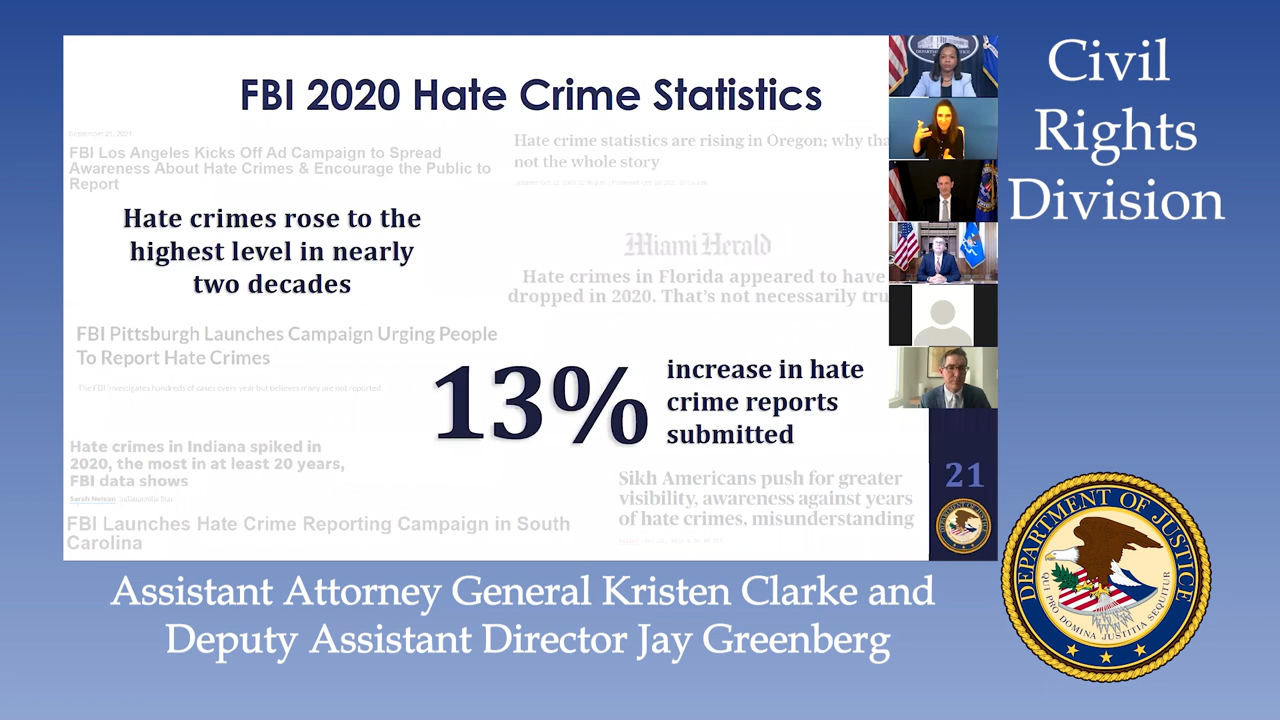 FBI 2020 Hate Crime Statistics
September 21, 2021
FBI Los Angeles Kicks Off Ad Campaign to Spread
Awareness About Hate Crimes & Encourage the Public to
Report
Hate crime statistics are rising in Oregon; why tha
not the whole story
Hate crimes rose to the
highest level in nearly
two decades
Miami Herald
Hate crimes in Florida appeared to have
dropped in 2020. That's not necessarily tru
FBI Pittsburgh Launches Campaign Urging People
To Report Hate Crimes
The FBI investigates hundreds of cases every year but believes many are not reported.
13%
increase in hate
crime reports
submitted
Hate crimes in Indiana spiked in
2020, the most in at least 20 years,
FBI data shows
Sarah Nelson Indianapolis Star
Sikh Americans push for greater
visibility, awareness against years
of hate crimes, misunderstanding
FBI Launches Hate Crime Reporting Campaign in South
Carolina
21
Civil
Rights
Division
Assistant Attorney General Kristen Clarke and
Deputy Assistant Director Jay Greenberg
DEPARTMENT OF JUSTICE
QUI PRO DOMINA JUSTITIA SEQUITUR